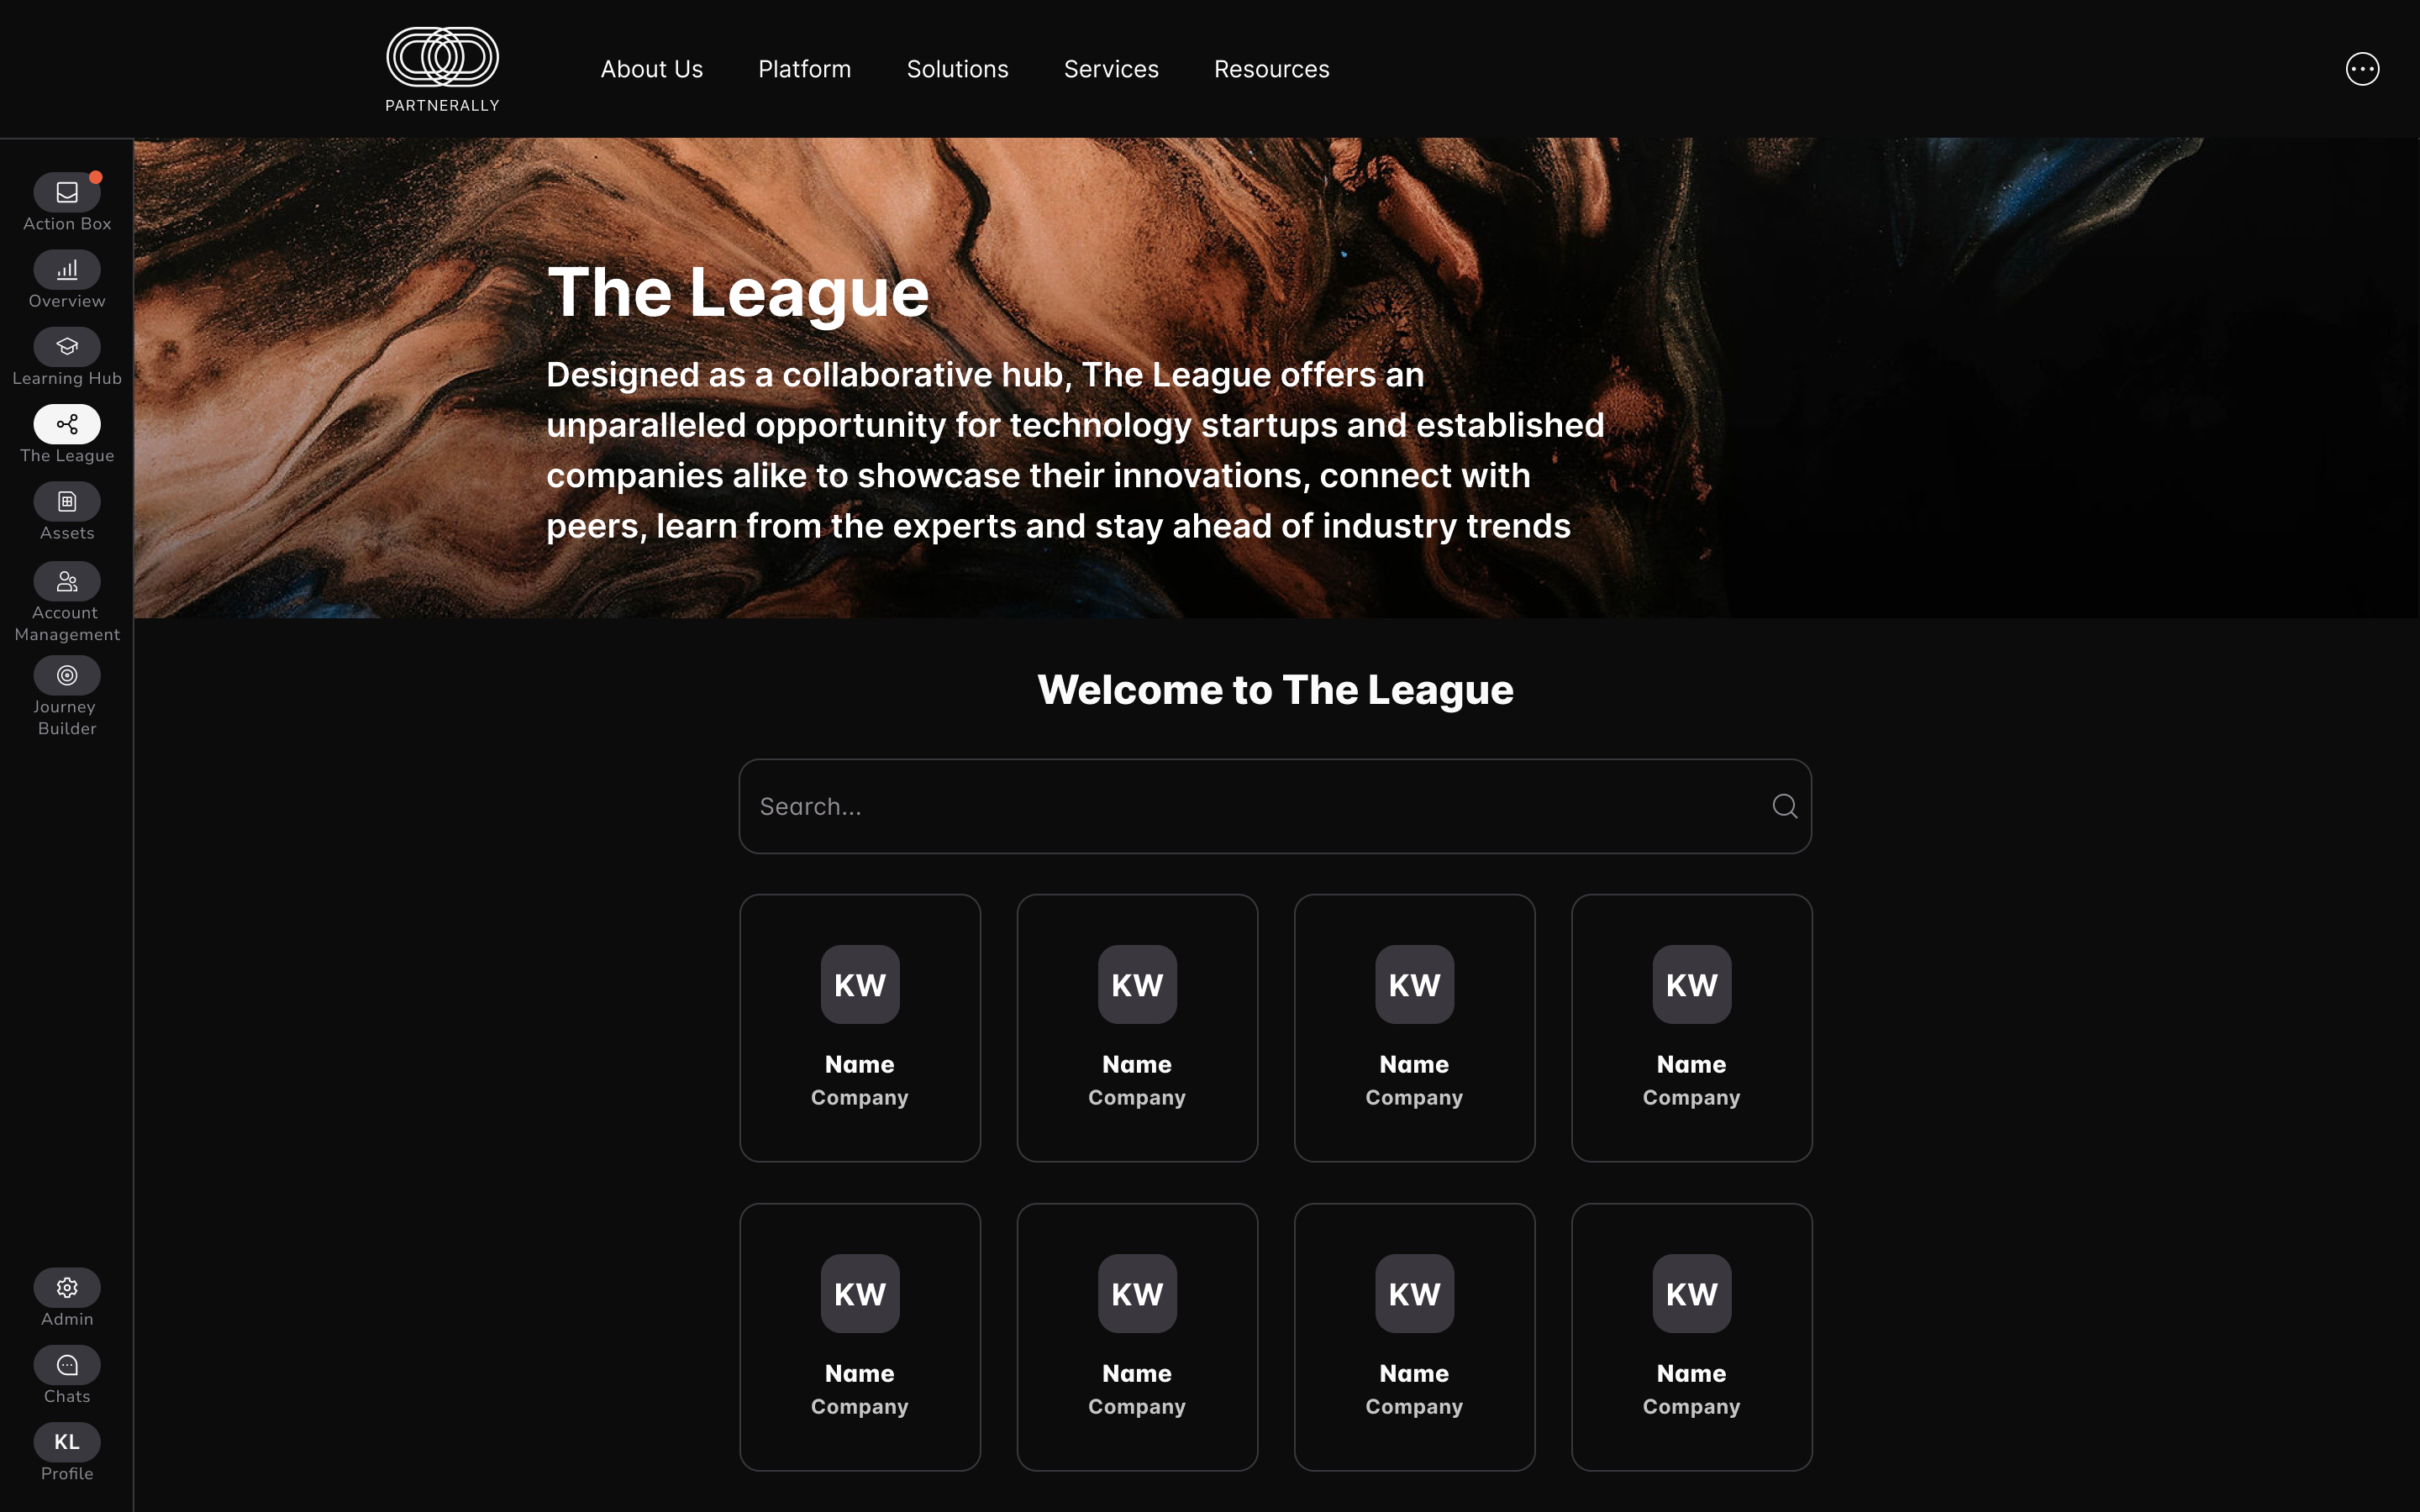 PARTNERALLY
About Us Platform Solutions Services Resources
Action Box
Overview
Learning Hub
The League
Assets
Account
Management
Journey
Builder
Admin
Chats
KL
Profile
The League
Designed as a collaborative hub, The League offers an
unparalleled opportunity for technology startups and established
companies alike to showcase their innovations, connect with
peers, learn from the experts and stay ahead of industry trends
Welcome to The League
Search...
KW KW KW KW
Name Name Name Name
Company Company Company Company
KW KW KW KW
Name Name Name Name
Company Company Company Company